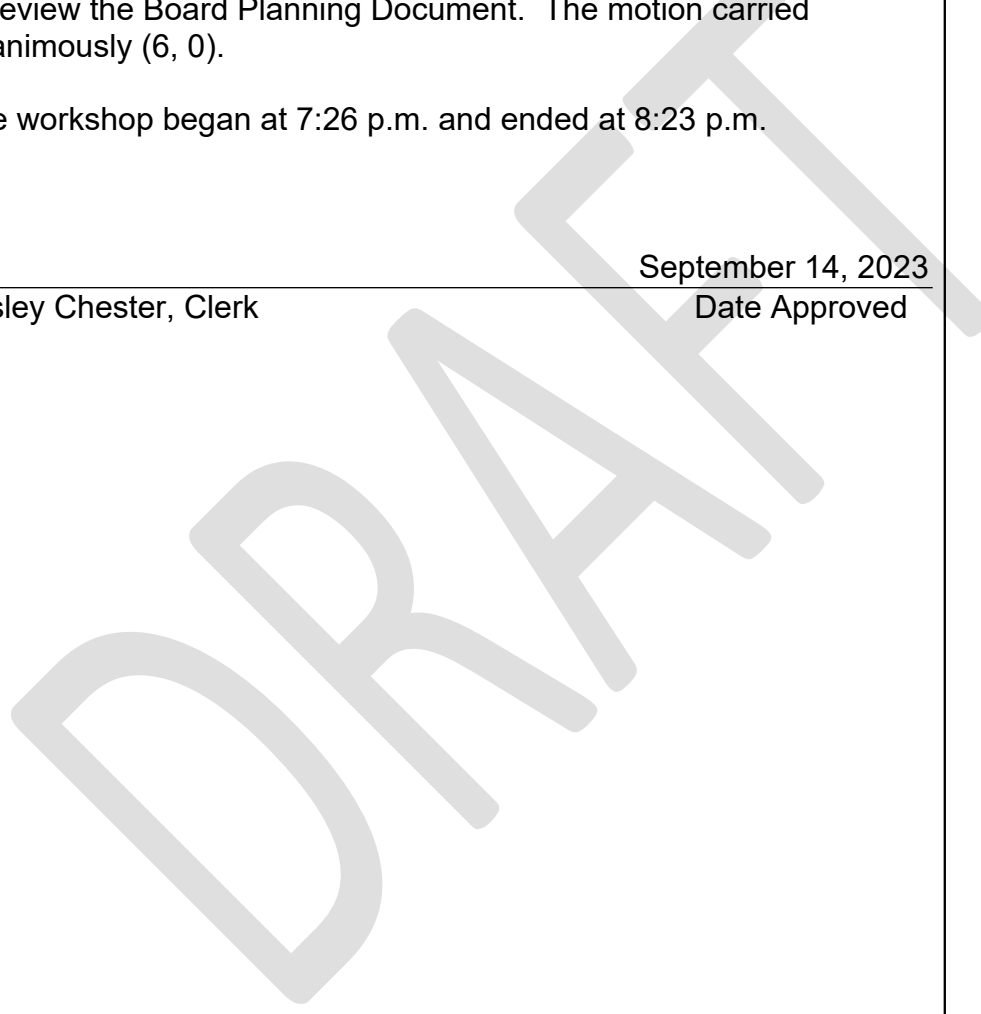 eview the Board Planning Document.  The motion carried
animously (6, 0).
e workshop began at 7:26 p.m. and ended at 8:23 p.m.
September 14, 2023
sley Chester, Clerk Date Approved
DRAFT